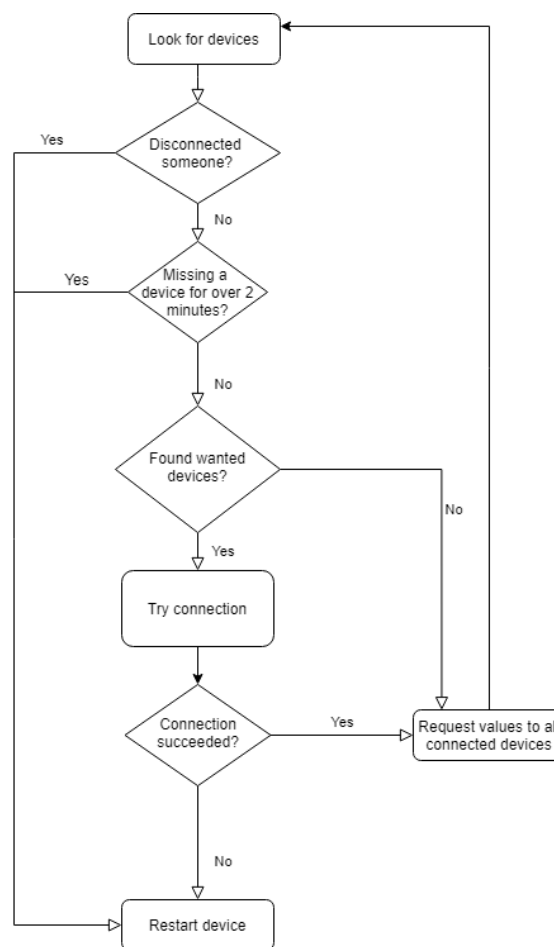 Look for devices
Yes
Disconnected
someone?
No
Yes
Missing a
device for over 2
minutes?
No
Found wanted
devices?
No
Yes
Try connection
Connection
succeeded?
Yes
Request values to al
connected devices
No
Restart device